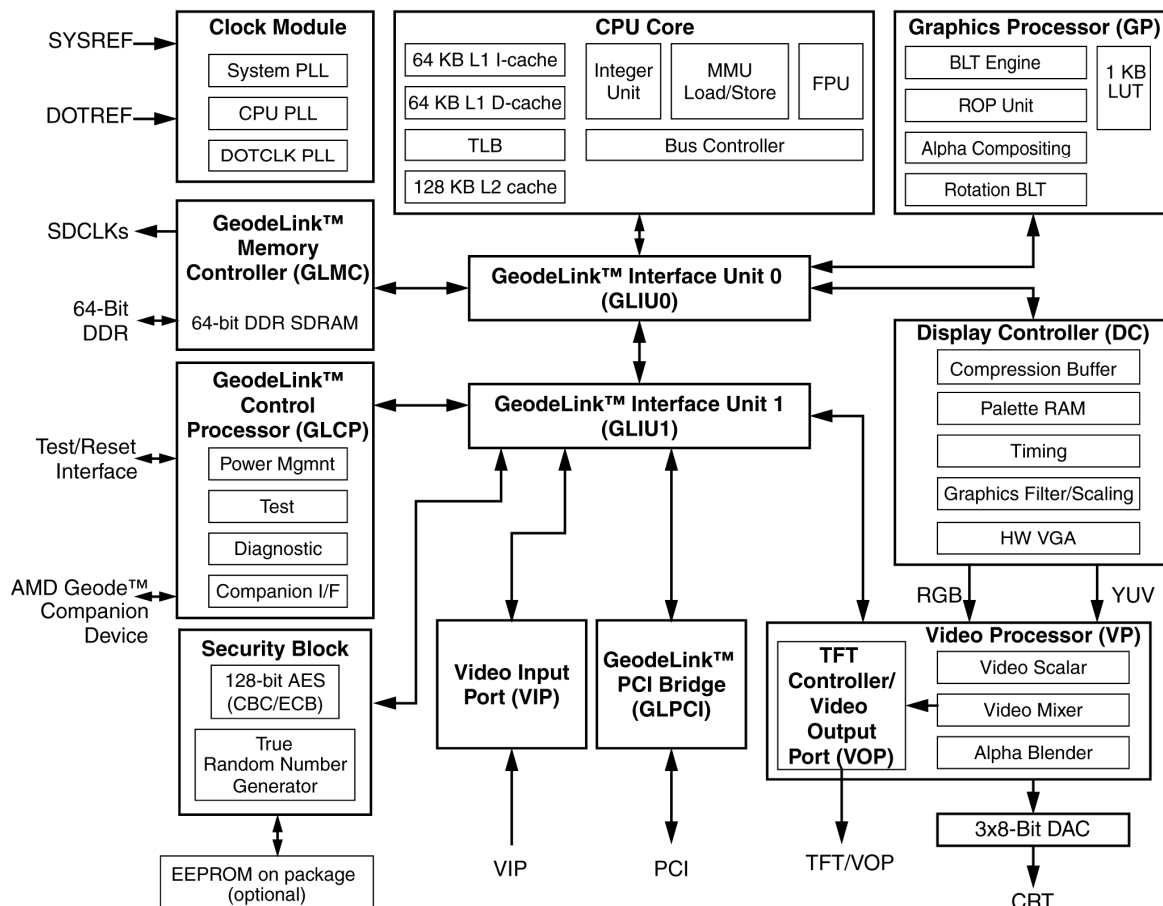 SYSREF
DOTREF
Clock Module
System PLL
CPU PLL
DOTCLK PLL
CPU Core
64 KB L1 I-cache
64 KB L1 D-cache
TLB
128 KB L2 cache
Integer
Unit
MMU
Load/Store
FPU
Bus Controller
Graphics Processor (GP)
BLT Engine
ROP Unit
Alpha Compositing
Rotation BLT
1 KB
LUT
SDCLKs
64-Bit
DDR
GeodeLink™
Memory
Controller (GLMC)
64-bit DDR SDRAM
GeodeLink™ Interface Unit 0
(GLIU0)
Display Controller (DC)
Compression Buffer
Palette RAM
Timing
Graphics Filter/Scaling
HW VGA
RGB
YUV
Test/Reset
Interface
AMD Geode™
Companion
Device
GeodeLink™
Control
Processor (GLCP)
Power Mgmnt
Test
Diagnostic
Companion I/F
GeodeLink™ Interface Unit 1
(GLIU1)
Security Block
128-bit AES
(CBC/ECB)
True
Random Number
Generator
EEPROM on package
(optional)
Video Input
Port (VIP)
VIP
GeodeLink™
PCI Bridge
(GLPCI)
PCI
Video Processor (VP)
TFT
Controller/
Video
Output
Port (VOP)
Video Scalar
Video Mixer
Alpha Blender
TFT/VOP
3x8-Bit DAC
CRT